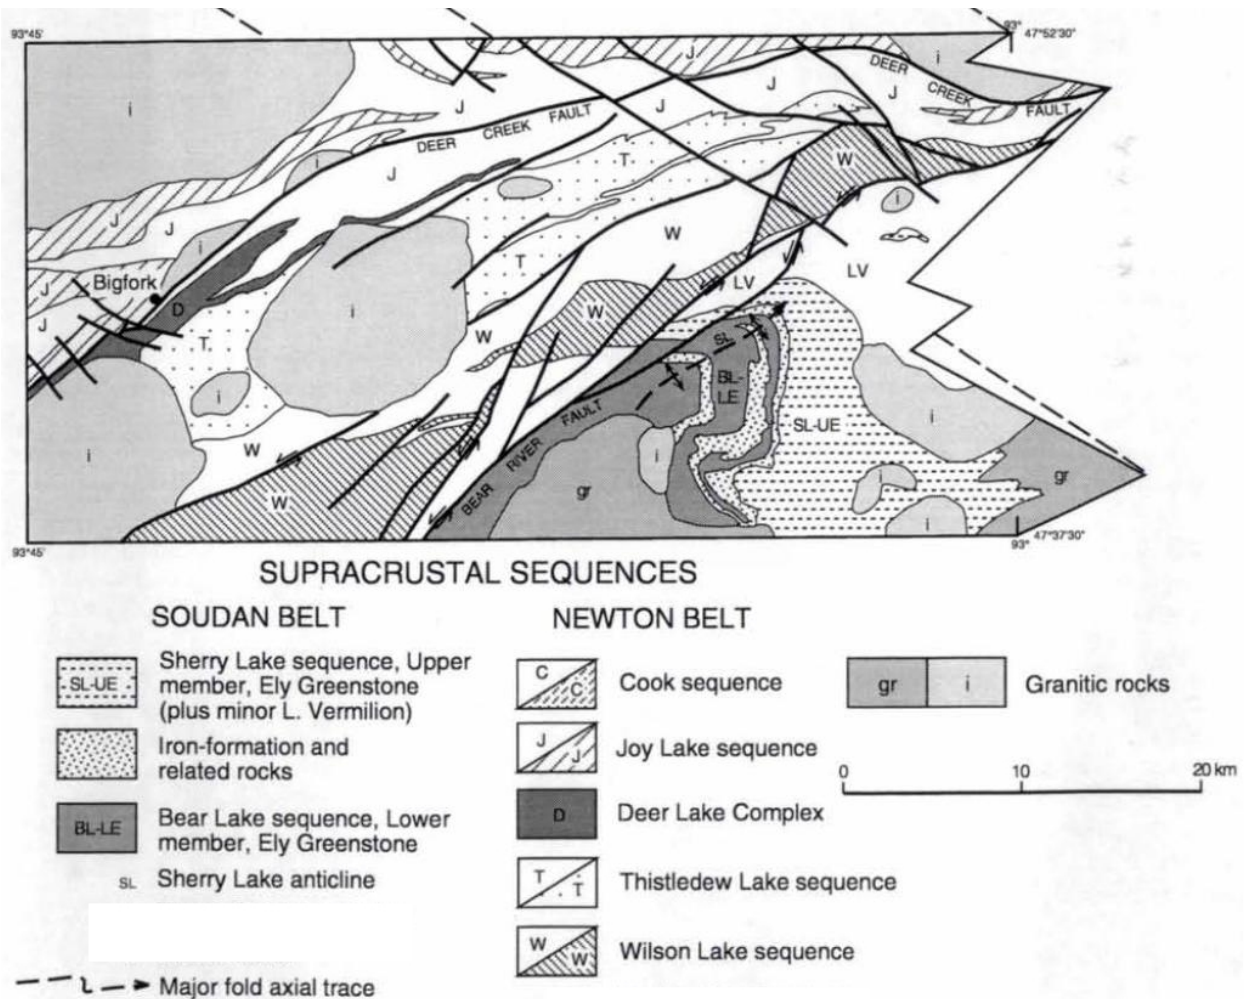 93°45'
93°
47°52'30"
i
J
i
J
J
J
DEER
CREEK
FAULT
J
J
DEER CREEK FAULT
J
T
W
i
J
J
i
i
W
LV
T
J
Bigfork
D
i
W
LV
J
T
W
SL
BL-
LE
i
i
W
BEAR RIVER FAULT
SL-UE
i
i
W
gr
i
i
gr
i
93°45'
93°
47°37'30"
SUPRACRUSTAL SEQUENCES
SOUDAN BELT
NEWTON BELT
SL-UE
Sherry Lake sequence, Upper
member, Ely Greenstone
(plus minor L. Vermilion)
Iron-formation and
related rocks
BL-LE
Bear Lake sequence, Lower
member, Ely Greenstone
SL
Sherry Lake anticline
Major fold axial trace
C
C
Cook sequence
J
J
Joy Lake sequence
D
Deer Lake Complex
T
T
Thistledew Lake sequence
W
W
Wilson Lake sequence
gr
i
Granitic rocks
0
10
20 km